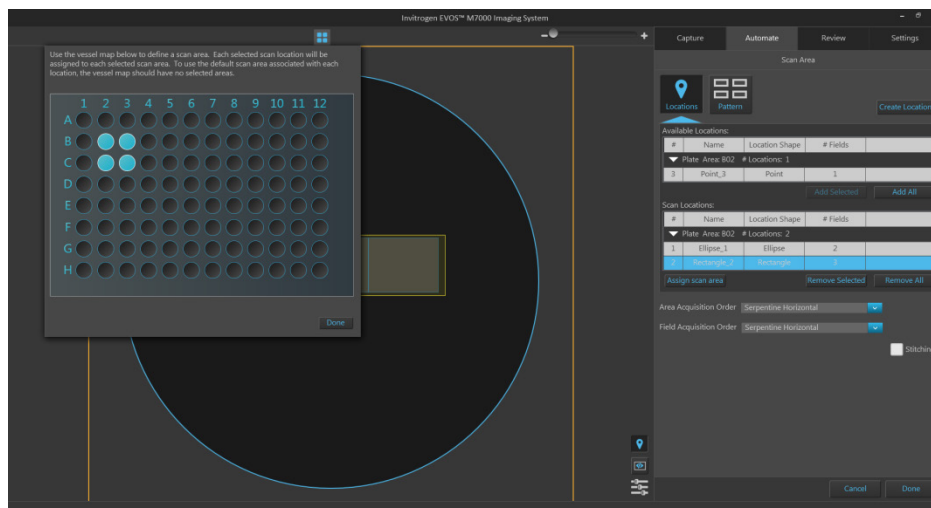 Invitrogen EVOS™ M7000 Imaging System
Use the vessel map below to define a scan area. Each selected scan location will be
assigned to each selected scan area. To use the default scan area associated with each
location, the vessel map should have no selected areas.
1 2 3 4 5 6 7 8 9 10 11 12
A
B
C
D
E
F
G
H
Done
Capture Automate Review Settings
Scan Area
Locations Pattern Create Location
Available Locations:
# Name Location Shape # Fields
Plate Area: B02 # Locations: 1
3 Point_3 Point 1
Add Selected Add All
Scan Locations:
# Name Location Shape # Fields
Plate Area: B02 # Locations: 2
1 Ellipse_1 Ellipse 2
2 Rectangle_2 Rectangle 3
Assign scan area Remove Selected Remove All
Area Acquisition Order Serpentine Horizontal
Field Acquisition Order Serpentine Horizontal
Stitchin
Cancel Done